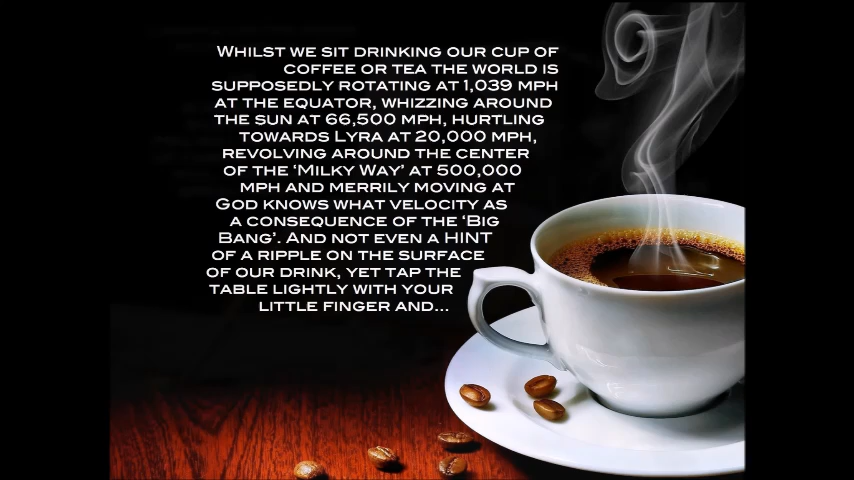 Whilst we sit drinking our cup of
coffee or tea the world is
supposedly rotating at 1,039 mph
at the equator, whizzing around
the sun at 66,500 mph, hurtling
towards Lyra at 20,000 mph,
revolving around the center
of the ‘Milky Way’ at 500,000
mph and merrily moving at
God knows what velocity as
a consequence of the ‘Big
Bang’. And not even a HINT
of a ripple on the surface
of our drink, yet tap the
table lightly with your
little finger and...